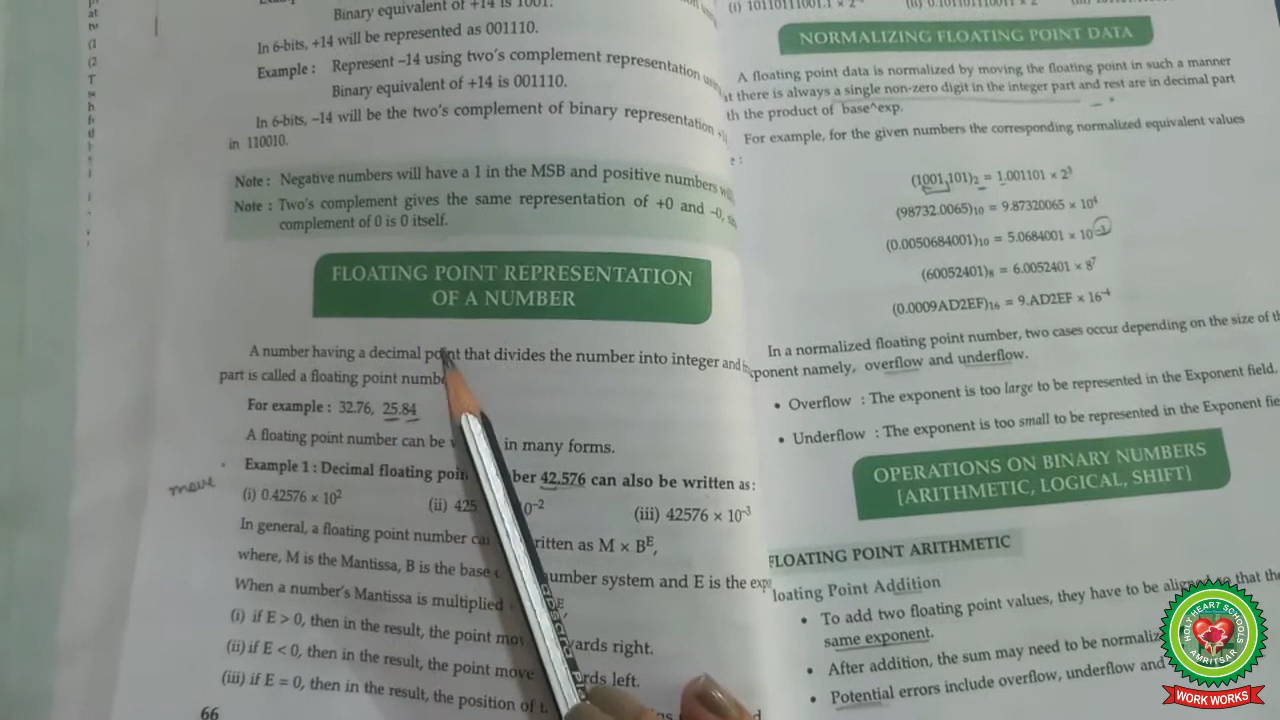 Binary equivalent of +14 is 1001.
In 6-bits, +14 will be represented as 001110.
Example : Represent –14 using two's complement representation
Binary equivalent of +14 is 001110.
In 6-bits, –14 will be the two's complement of binary representation
in 110010.
Note : Negative numbers will have a 1 in the MSB and positive numbers
Note : Two's complement gives the same representation of +0 and –0,
complement of 0 is 0 itself.
FLOATING POINT REPRESENTATION
OF A NUMBER
A number having a decimal point that divides the number into integer and
part is called a floating point numbe
For example : 32.76, 25.84
A floating point number can be in many forms.
move
Example 1 : Decimal floating poin ber 42.576 can also be written as:
(i) 0.42576 × 10²
(ii) 425 0⁻²
(iii) 42576 × 10⁻³
In general, a floating point number ca ritten as M × Bᴱ,
where, M is the Mantissa, B is the base umber system and E is the exp
When a number's Mantissa is multiplied
(i) if E > 0, then in the result, the point mo ards right.
(ii) if E < 0, then in the result, the point move rds left.
(iii) if E = 0, then in the result, the position of
66
NORMALIZING FLOATING POINT DATA
A floating point data is normalized by moving the floating point in such a manner
t there is always a single non-zero digit in the integer part and rest are in decimal part
th the product of base^exp.
For example, for the given numbers the corresponding normalized equivalent values
e :
(1001.101)₂ = 1.001101 × 2³
(98732.0065)₁₀ = 9.87320065 × 10⁴
(0.0050684001)₁₀ = 5.0684001 × 10⁻³
(60052401)₈ = 6.0052401 × 8⁷
(0.0009AD2EF)₁₆ = 9.AD2EF × 16⁻⁴
In a normalized floating point number, two cases occur depending on the size of th
ponent namely, overflow and underflow.
• Overflow : The exponent is too large to be represented in the Exponent field.
• Underflow : The exponent is too small to be represented in the Exponent fie
OPERATIONS ON BINARY NUMBERS
[ARITHMETIC, LOGICAL, SHIFT]
FLOATING POINT ARITHMETIC
loating Point Addition
• To add two floating point values, they have to be aligned so that the
same exponent.
• After addition, the sum may need to be normaliz
• Potential errors include overflow, underflow and
HOLY HEART SCHOOLS
AMRITSAR
WORK WORKS